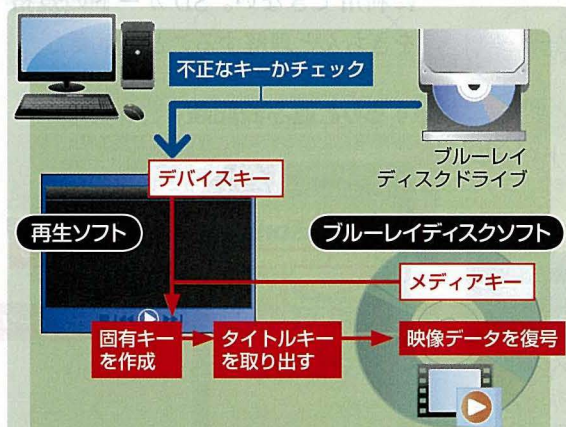 不正なキーかチェック
ブルーレイ
ディスクドライブ
デバイスキー
再生ソフト
ブルーレイディスクソフト
メディアキー
固有キー
を作成
タイトルキー
を取り出す
映像データを復号